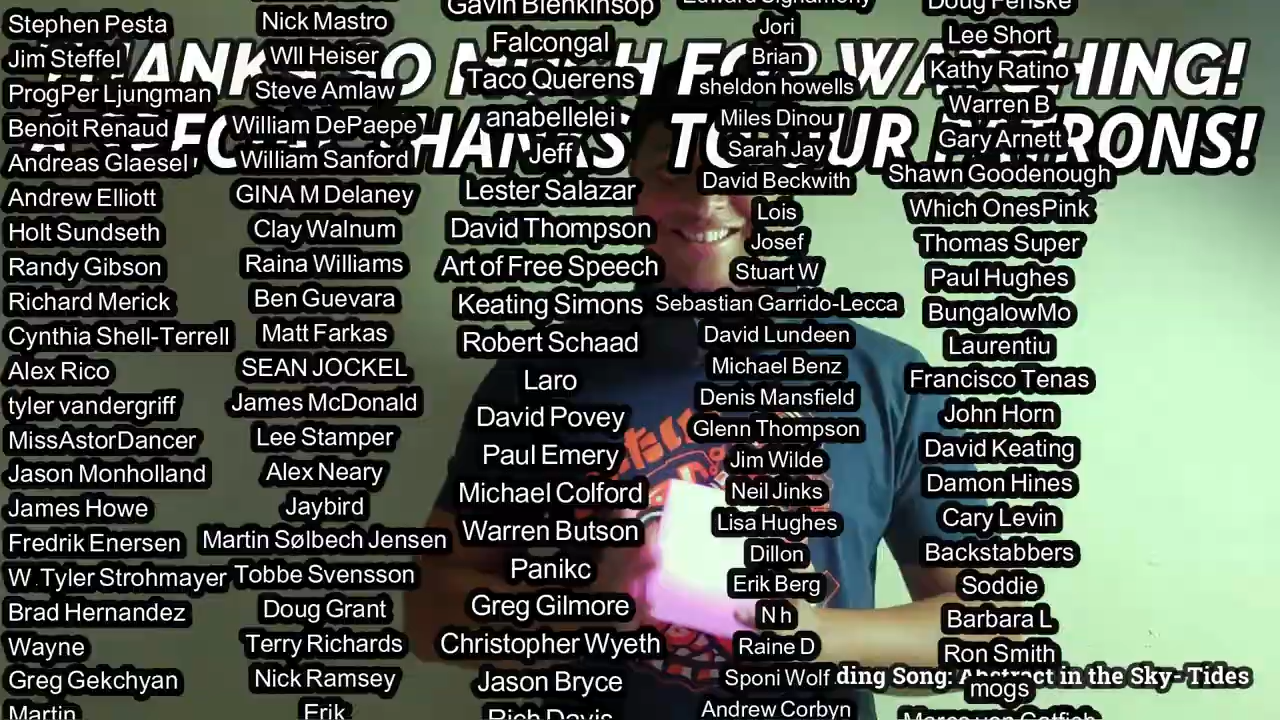 THANKS SO MUCH FOR WATCHING!
A SPECIAL THANKS TO OUR PATRONS!
Stephen Pesta
Jim Steffel
ProgPer Ljungman
Benoit Renaud
Andreas Glaesel
Andrew Elliott
Holt Sundseth
Randy Gibson
Richard Merick
Cynthia Shell-Terrell
Alex Rico
tyler vandergriff
MissAstorDancer
Jason Monholland
James Howe
Fredrik Enersen
W. Tyler Strohmayer
Brad Hernandez
Wayne
Greg Gekchyan
Martin
Nick Mastro
WIl Heiser
Steve Amlaw
William DePaepe
William Sanford
GINA M Delaney
Clay Walnum
Raina Williams
Ben Guevara
Matt Farkas
SEAN JOCKEL
James McDonald
Lee Stamper
Alex Neary
Jaybird
Martin Sølbech Jensen
Tobbe Svensson
Doug Grant
Terry Richards
Nick Ramsey
Erik
Gavin Blenkinsop
Falcongal
Taco Querens
anabellelei
Jeff
Lester Salazar
David Thompson
Art of Free Speech
Keating Simons
Robert Schaad
Laro
David Povey
Paul Emery
Michael Colford
Warren Butson
Panikc
Greg Gilmore
Christopher Wyeth
Jason Bryce
Rich Davis
Jori
Brian
sheldon howells
Miles Dinou
Sarah Jay
David Beckwith
Lois
Josef
Stuart W
Sebastian Garrido-Lecca
David Lundeen
Michael Benz
Denis Mansfield
Glenn Thompson
Jim Wilde
Neil Jinks
Lisa Hughes
Dillon
Erik Berg
N h
Raine D
Sponi Wolf
Andrew Corbyn
Doug Penske
Lee Short
Kathy Ratino
Warren B
Gary Arnett
Shawn Goodenough
Which OnesPink
Thomas Super
Paul Hughes
BungalowMo
Laurentiu
Francisco Tenas
John Horn
David Keating
Damon Hines
Cary Levin
Backstabbers
Soddie
Barbara L
Ron Smith
mogs
ding Song: Abstract in the Sky- Tides